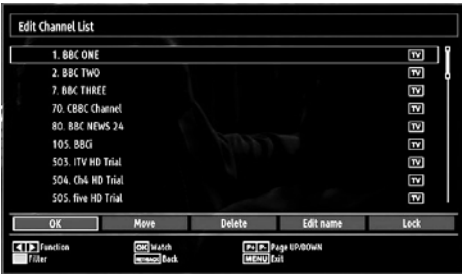 Edit Channel List
1. BBC ONE TV
2. BBC TWO TV
7. BBC THREE TV
70. CBBC Channel TV
80. BBC NEWS 24 TV
105. BBCi TV
503. ITV HD Trial TV
504. Ch4 HD Trial TV
505. five HD Trial TV
OK Move Delete Edit name Lock
Function OK Watch P+ P- Page UP/DOWN
Filler RET/BACK Back MENU Exit